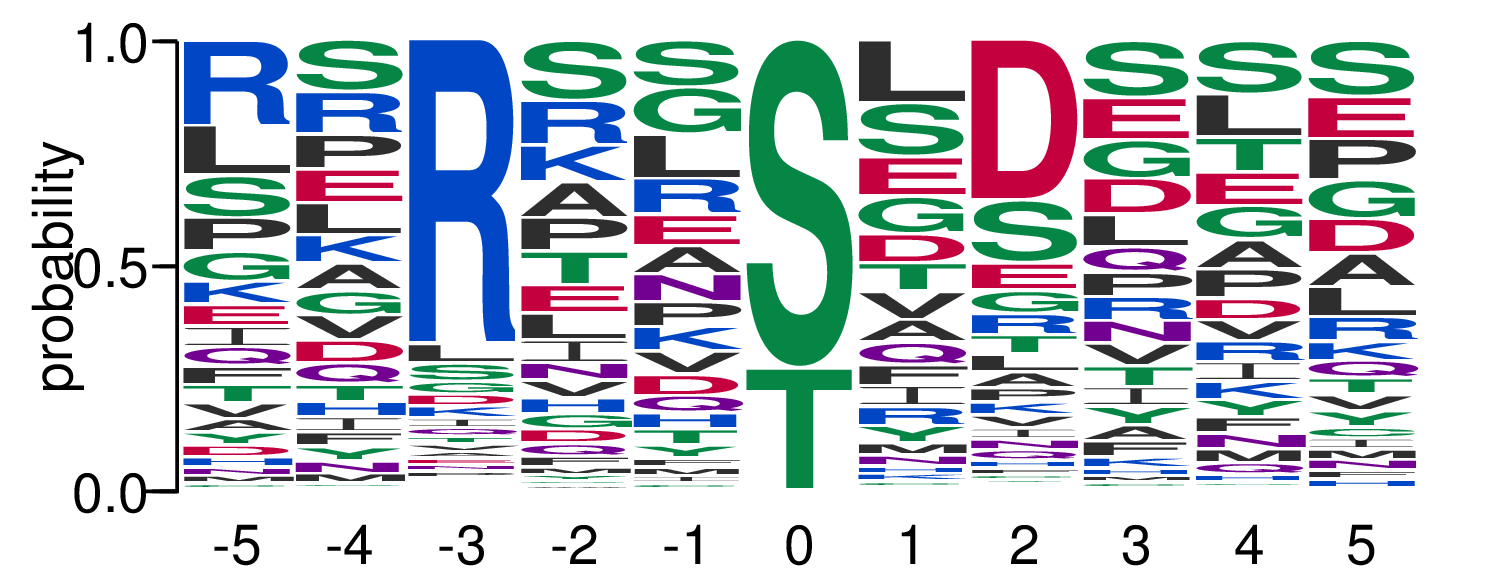 1.0
0.5
0.0
probability
R L S P G K E I Q F T V A Y D H N M
S R P E L K A G V D Q T H I F Y N M
R L S G D K
S R K A P T E L I N V H G D Q F M Y
S G L R E A N P K V D Q H T F M I
S T
L S E G D T V A Q F I R Y M N H K
D S E G R T L A P K V I N Q H
S E G D L Q P R N V T I Y A F K H M
S L T E G A P D V R I K Y F N H M Q
S E P G D A L R K Q T V Y C I M N F H
-5 -4 -3 -2 -1 0 1 2 3 4 5